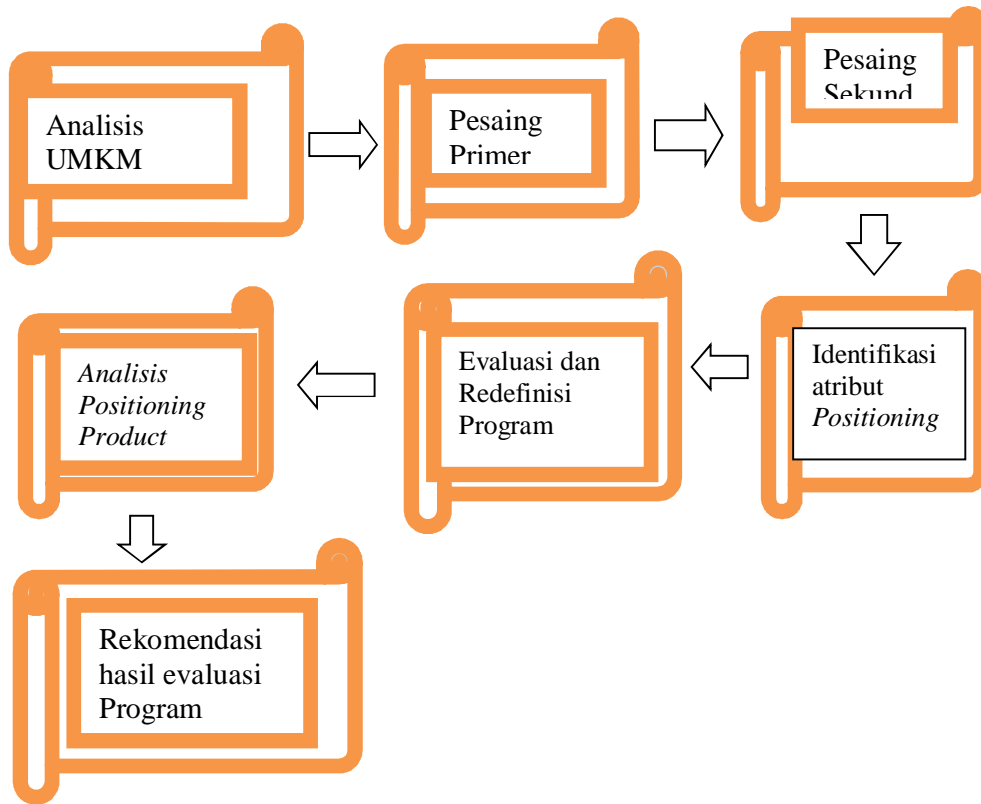 Analisis
UMKM
Pesaing
Primer
Pesaing
Sekund
Identifikasi
atribut
Positioning
Evaluasi dan
Redefinisi
Program
Analisis
Positioning
Product
Rekomendasi
hasil evaluasi
Program